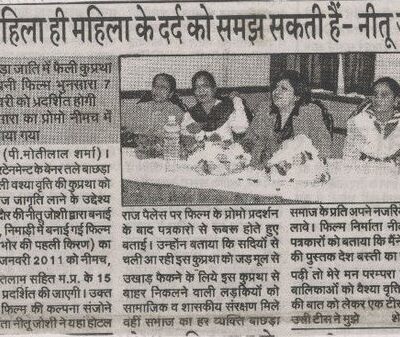 हिला ही महिला के दर्द को समझ सकती हैं- नीतू
ड़ा जाति में फैली कुप्रथा
नी फिल्म भुनसारा 7
वरी को प्रदर्शित होगी
सारा का प्रोमो नीमच में
या गया
(पी.मोतीलाल शर्मा)।
टेनमेन्ट के बेनर तले बाछड़ा
ली वश्या वृत्ति की कुप्रथा को
ज जागृति लाने के उद्देश्य
दौर की नीतू जोशी द्वारा बनाई
, निमाड़ी में बनाई गई फिल्म
भोर की पहली किरण) का
जनवरी 2011 को नीमच,
तलाम सहित म.प्र. के 15
प्रदर्शित की जाएगी। उक्त
फिल्म की कल्पना संजोने
ता नीतू जोशी ने यहां होटल
राज पेलेस पर फिल्म के प्रोमो प्रदर्शन
के बाद पत्रकारो से रूबरू होते हुए
बताई। उन्होंन बताया कि सदियों से
चली आ रही इस कुप्रथा को जड़ मूल से
उखाड़ फेकने के लिये इस कुप्रथा से
बाहर निकलने वाली लड़कियों को
सामाजिक व शासकीय संरक्षण मिले
वहीं समाज का हर व्यक्ति बाछड़ा
समाज के प्रति अपने नजरि
लावे। फिल्म निर्माता नीतू
पत्रकारों को बताया कि मैंने
की पुस्तक देश बस्ती का
पढ़ी तो मेरे मन परम्परा
बालिकाओं को वैश्या वृत्ति
की बात को लेकर एक टीस
उसी टीस ने मुझे